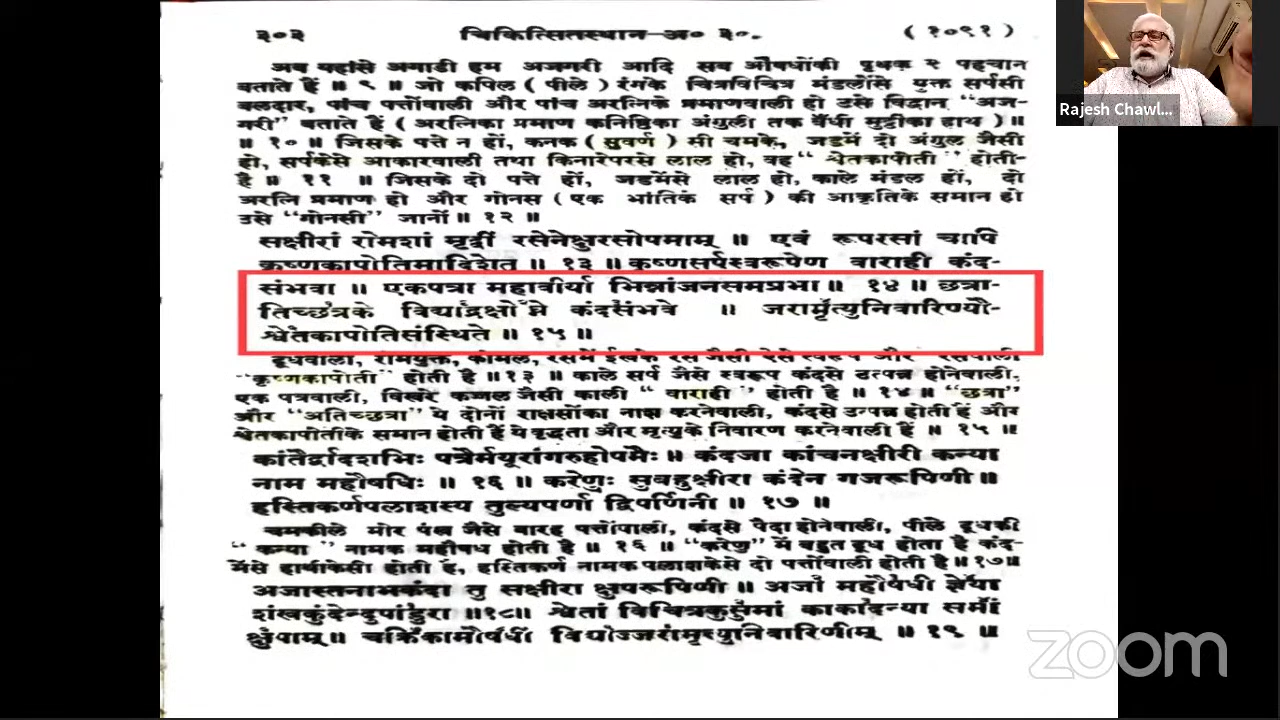 ३०३ चिकित्सितस्थान-अ० ३०. (१०९१)
अब यहांसे अगाडी हम अजगरी आदि सब औषधोंकी पृथक २ पहचान
बताते हैं ॥ ९ ॥ जो कपिल ( पीले ) रंगके चित्रविचित्र मंडलोंसे युक्त सर्पसी
बलदार, पांच पत्तोंवाली और पांच अरत्निके प्रमाणवाली हो उसे विद्वान् "अज-
गरी" बताते हैं ( अरत्निका प्रमाण कनिष्ठिका अंगुली तक बँधी मुट्ठीका हाथ ) ॥
॥ १० ॥ जिसके पत्ते न हों, कनक ( सुवर्ण ) सी चमके, जडमें दो अंगुल जैसी
हो, सर्पकेसे आकारवाली तथा किनारेपरसे लाल हो, वह " श्वेतकापोती " होती-
है ॥ ११ ॥ जिसके दो पत्ते हों, जडमेंसे लाल हो, काले मंडल हों, दो
अरत्नि प्रमाण हो और गोनस ( एक भांतिके सर्प ) की आकृतिके समान हो
उसे "गोनसी" जानों ॥ १२ ॥
सक्षीरां रोमशां मृद्वीं रसेनेक्षुरसोपमाम् ॥ एवं रूपरसां चापि
कृष्णकापोतिमादिशेत ॥ १३ ॥ कृष्णसर्पस्वरूपेण वाराही कंद-
संभवा ॥ एकपत्रा महावीर्या भिन्नांजनसमप्रभा ॥ १४ ॥ छत्रा-
तिच्छत्रके विद्याद्रक्षोघ्ने कंदसंभवे ॥ जरामृत्युनिवारिण्यौ-
श्वेतकापोतिसंस्थिते ॥ १५ ॥
दूधवाली, रोमयुक्त, कोमल, रसमें ईखके रस जैसी ऐसे स्वरूप और रसवाली
"कृष्णकापोती" होती है ॥१३ ॥ काले सर्प जैसे स्वरूप कंदसे उत्पन्न होनेवाली,
एक पत्रवाली, बिखरे कज्जल जैसी काली " वाराही " होती है ॥ १४ ॥ "छत्रा"
और "अतिच्छत्रा" ये दोनों राक्षसोंका नाश करनेवाली, कंदसे उत्पन्न होती हैं और
श्वेतकापोतीके समान होती हैं ये वृद्धता और मृत्युके निवारण करनेवाली हैं ॥ १५ ॥
कांतैर्द्वादशभिः पत्रैर्मयूरांगरुहोपमैः ॥ कंदजा कांचनक्षीरी कन्या
नाम महौषधिः ॥ १६ ॥ करेणुः सुबहुक्षीरा कंदेन गजरूपिणी ॥
हस्तिकर्णपलाशस्य तुल्यपर्णा द्विपर्णिनी ॥ १७ ॥
चमकीले मोर पंख जैसे बारह पत्तोंवाली, कंदसे पैदा होनेवाली, पीले दूधकी
" कन्या " नामक महौषध होती है ॥ १६ ॥ "करेणु" में बहुत दूध होता है कंद-
मेंसे हाथीकेसी होती है, हस्तिकर्ण नामक पलाशकेसे दो पत्तोंवाली होती है ॥ १७॥
अजास्तनाभकंदा तु सक्षीरा क्षुपरूपिणी ॥ अजा महौषधी ज्ञेया
शंखकुंदेन्दुपांडुरा ॥१८॥ श्वेतां विचित्रकुसुमां काकादन्या समां
क्षुपाम् ॥ चक्रिकामौषधीं विद्याज्जरामृत्युनिवारिणीम् ॥ १९ ॥
Rajesh Chawl...
zoom